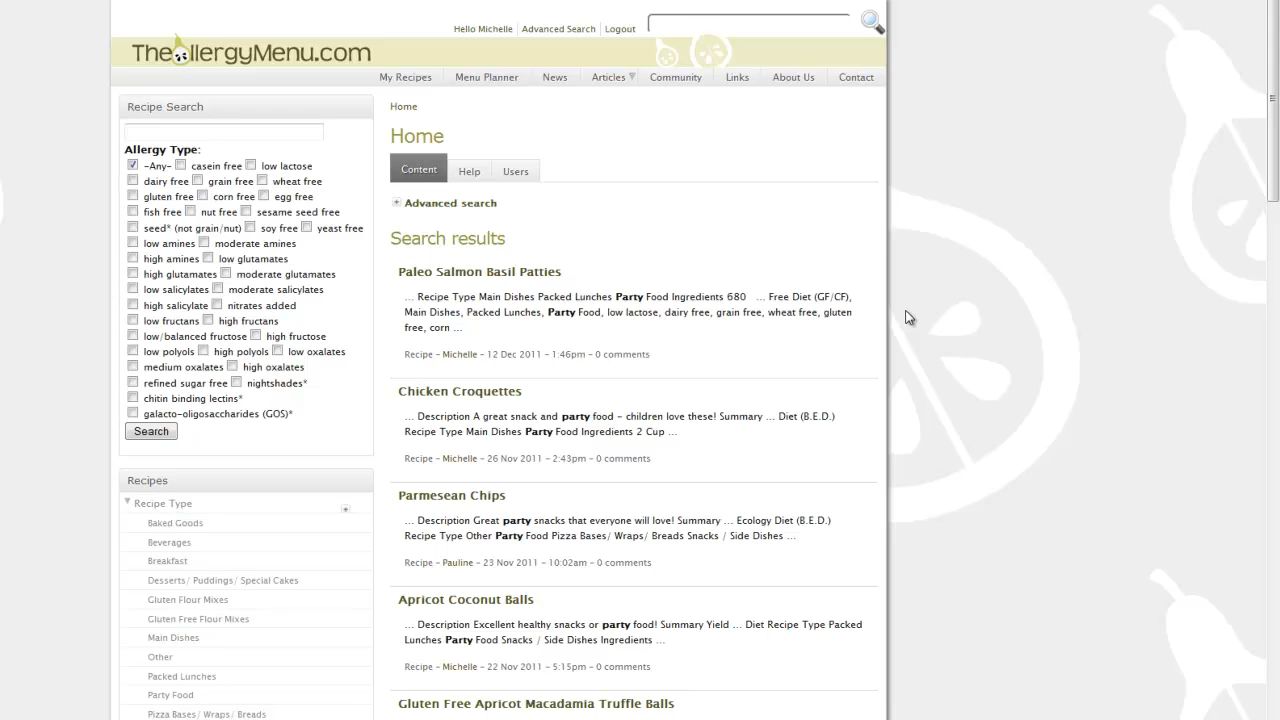 Hello Michelle Advanced Search Logout
TheAllergyMenu.com
My Recipes Menu Planner News Articles Community Links About Us Contact
Recipe Search
Allergy Type:
-Any- casein free low lactose
dairy free grain free wheat free
gluten free corn free egg free
fish free nut free sesame seed free
seed* (not grain/nut) soy free yeast free
low amines moderate amines
high amines low glutamates
high glutamates moderate glutamates
low salicylates moderate salicylates
high salicylate nitrates added
low fructans high fructans
low/balanced fructose high fructose
low polyols high polyols low oxalates
medium oxalates high oxalates
refined sugar free nightshades*
chitin binding lectins*
galacto-oligosaccharides (GOS)*
Search
Recipes
Recipe Type
Baked Goods
Beverages
Breakfast
Desserts/ Puddings/ Special Cakes
Gluten Flour Mixes
Gluten Free Flour Mixes
Main Dishes
Other
Packed Lunches
Party Food
Pizza Bases/ Wraps/ Breads
Home
Home
Content Help Users
Advanced search
Search results
Paleo Salmon Basil Patties
... Recipe Type Main Dishes Packed Lunches Party Food Ingredients 680 ... Free Diet (GF/CF),
Main Dishes, Packed Lunches, Party Food, low lactose, dairy free, grain free, wheat free, gluten
free, corn ...
Recipe - Michelle - 12 Dec 2011 - 1:46pm - 0 comments
Chicken Croquettes
... Description A great snack and party food - children love these! Summary ... Diet (B.E.D.)
Recipe Type Main Dishes Party Food Ingredients 2 Cup ...
Recipe - Michelle - 26 Nov 2011 - 2:43pm - 0 comments
Parmesean Chips
... Description Great party snacks that everyone will love! Summary ... Ecology Diet (B.E.D.)
Recipe Type Other Party Food Pizza Bases/ Wraps/ Breads Snacks / Side Dishes ...
Recipe - Pauline - 23 Nov 2011 - 10:02am - 0 comments
Apricot Coconut Balls
... Description Excellent healthy snacks or party food! Summary Yield ... Diet Recipe Type Packed
Lunches Party Food Snacks / Side Dishes Ingredients ...
Recipe - Michelle - 22 Nov 2011 - 5:15pm - 0 comments
Gluten Free Apricot Macadamia Truffle Balls